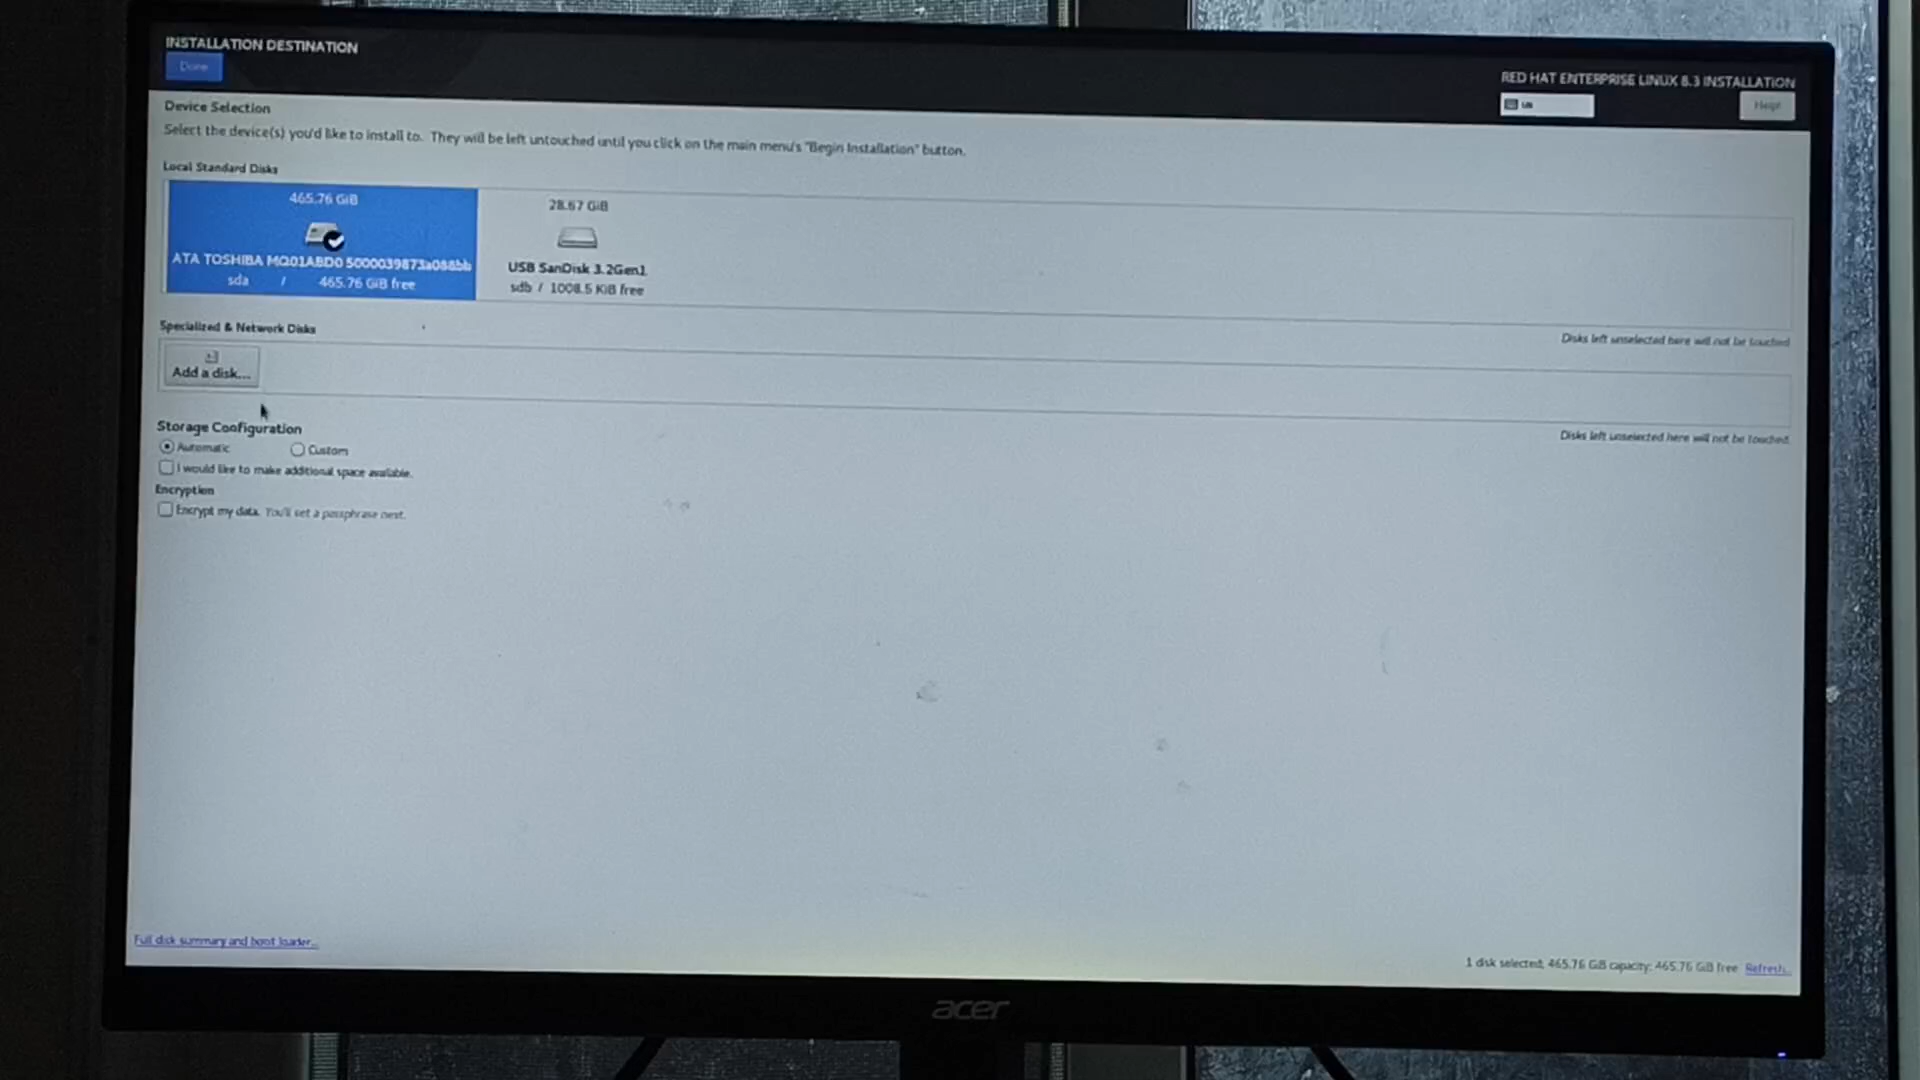 INSTALLATION DESTINATION
Done
RED HAT ENTERPRISE LINUX 8.3 INSTALLATION
us
Help!
Device Selection
Select the device(s) you'd like to install to. They will be left untouched until you click on the main menu's "Begin Installation" button.
Local Standard Disks
465.76 GiB
ATA TOSHIBA MQ01ABD0 5000039873a088bb
sda / 465.76 GiB free
28.67 GiB
USB SanDisk 3.2Gen1
sdb / 1008.5 KiB free
Disks left unselected here will not be touched.
Specialized & Network Disks
Add a disk...
Disks left unselected here will not be touched.
Storage Configuration
Automatic
Custom
I would like to make additional space available.
Encryption
Encrypt my data. You'll set a passphrase next.
Full disk summary and boot loader...
1 disk selected; 465.76 GiB capacity; 465.76 GiB free Refresh...
acer